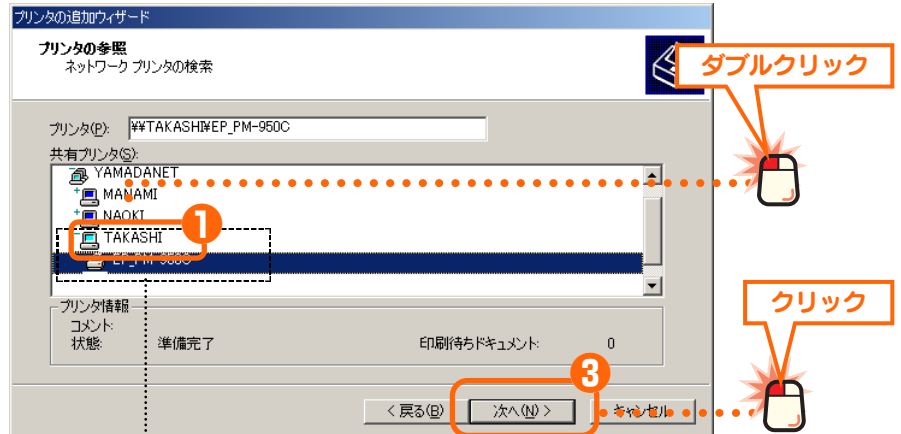 プリンタの追加ウィザード
プリンタの参照
ネットワーク プリンタの検索
ダブルクリック
プリンタ(P): ¥¥TAKASHI¥EP_PM-950C
共有プリンタ(S):
YAMADANET
MANAMI
NAOKI
1
TAKASHI
EP_PM-950C
クリック
プリンタ情報
コメント:
状態: 準備完了 印刷待ちドキュメント: 0
3
< 戻る(B) 次へ(N) > キャンセル